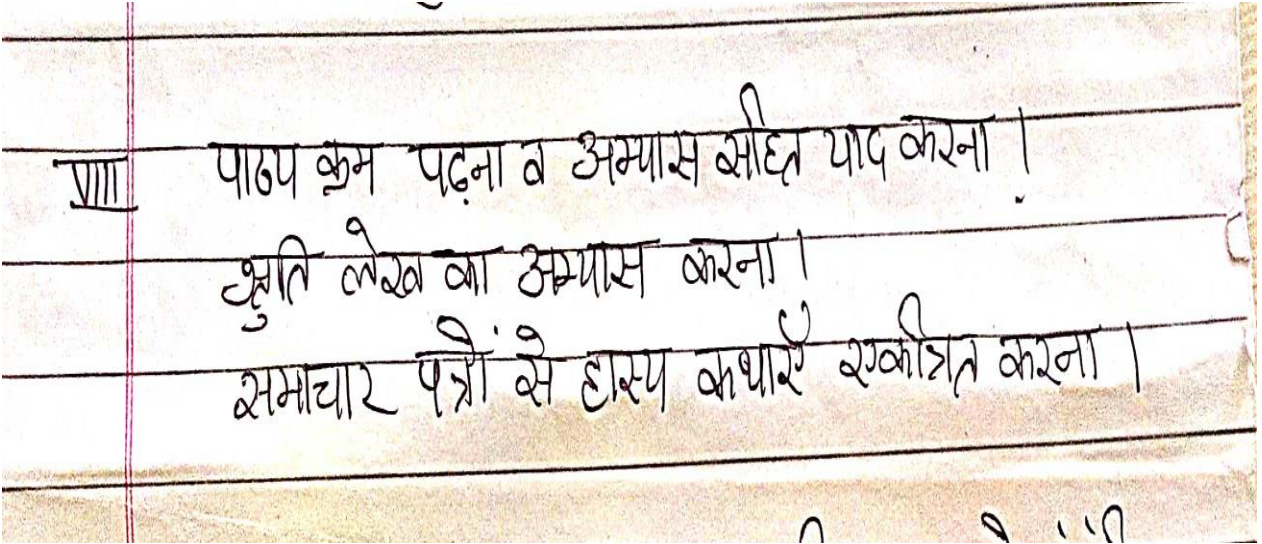 VIII पाठ्य क्रम पढ़ना व अभ्यास सहित याद करना।
श्रुति लेख का अभ्यास करना।
समाचार पत्रों से हास्य कथाएँ एकत्रित करना।